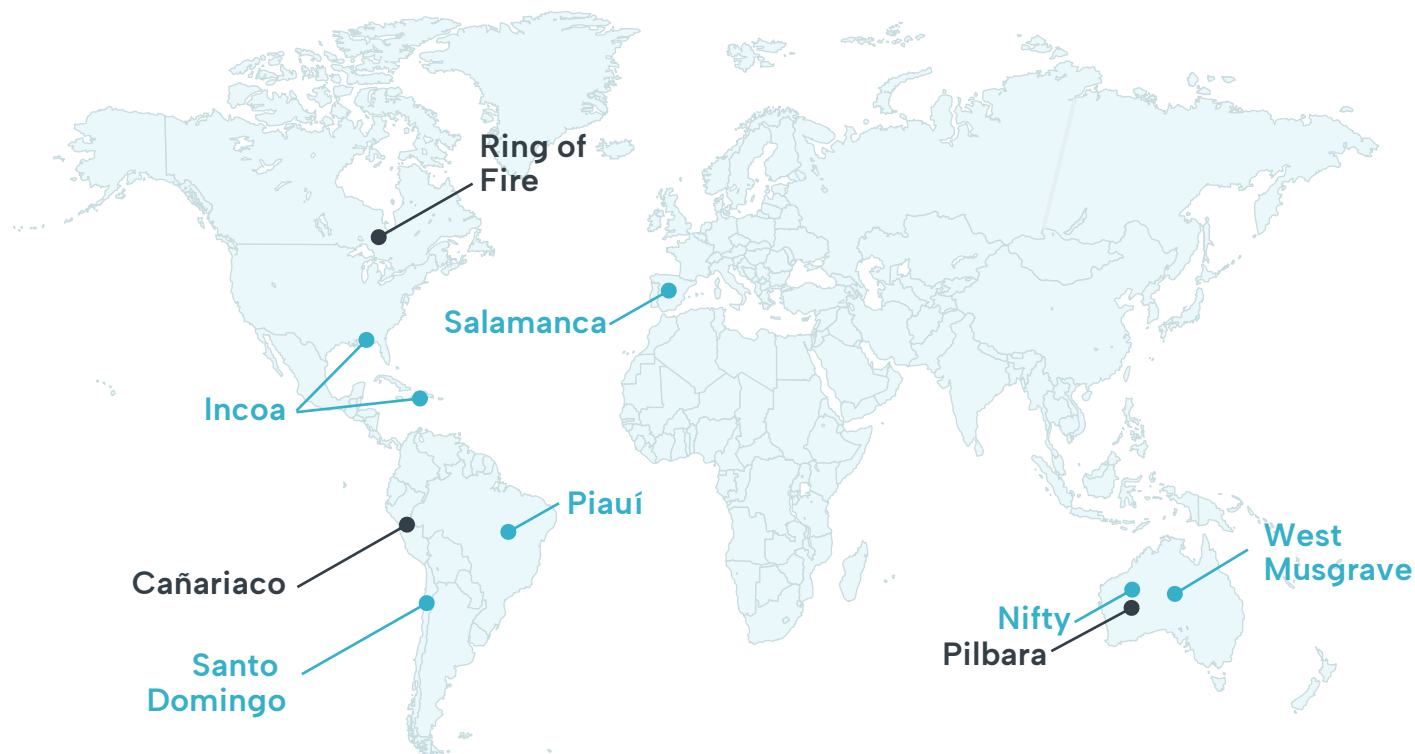 Ring of
Fire
Salamanca
Incoa
Piauí
Cañariaco
Santo
Domingo
West
Musgrave
Nifty
Pilbara